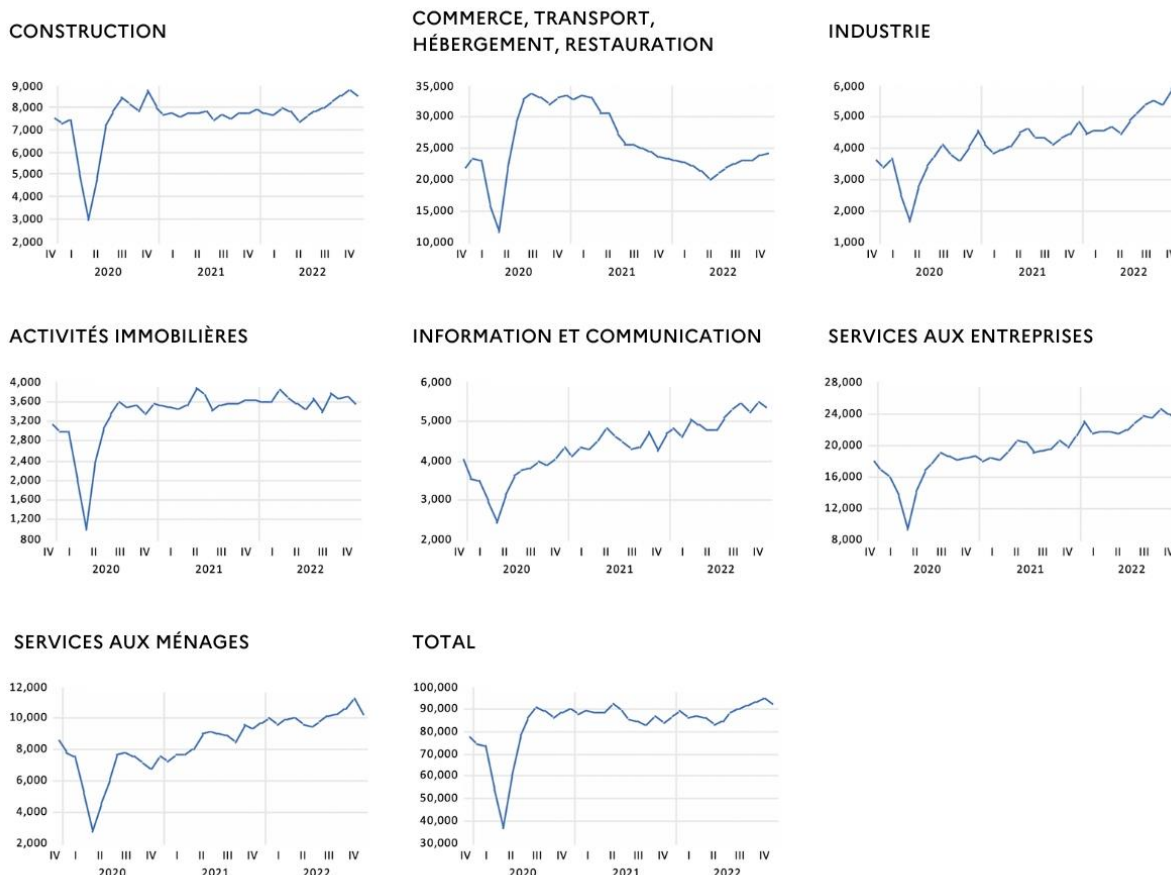 CONSTRUCTION
9,000
8,000
7,000
6,000
5,000
4,000
3,000
2,000
IV I II III IV I II III IV I II III IV
2020 2021 2022
COMMERCE, TRANSPORT,
HÉBERGEMENT, RESTAURATION
35,000
30,000
25,000
20,000
15,000
10,000
IV I II III IV I II III IV I II III IV
2020 2021 2022
INDUSTRIE
6,000
5,000
4,000
3,000
2,000
1,000
IV I II III IV I II III IV I II III IV
2020 2021 2022
ACTIVITÉS IMMOBILIÈRES
4,000
3,600
3,200
2,800
2,400
2,000
1,600
1,200
800
IV I II III IV I II III IV I II III IV
2020 2021 2022
INFORMATION ET COMMUNICATION
6,000
5,000
4,000
3,000
2,000
IV I II III IV I II III IV I II III IV
2020 2021 2022
SERVICES AUX ENTREPRISES
28,000
24,000
20,000
16,000
12,000
8,000
IV I II III IV I II III IV I II III IV
2020 2021 2022
SERVICES AUX MÉNAGES
12,000
10,000
8,000
6,000
4,000
2,000
IV I II III IV I II III IV I II III IV
2020 2021 2022
TOTAL
100,000
90,000
80,000
70,000
60,000
50,000
40,000
30,000
IV I II III IV I II III IV I II III IV
2020 2021 2022